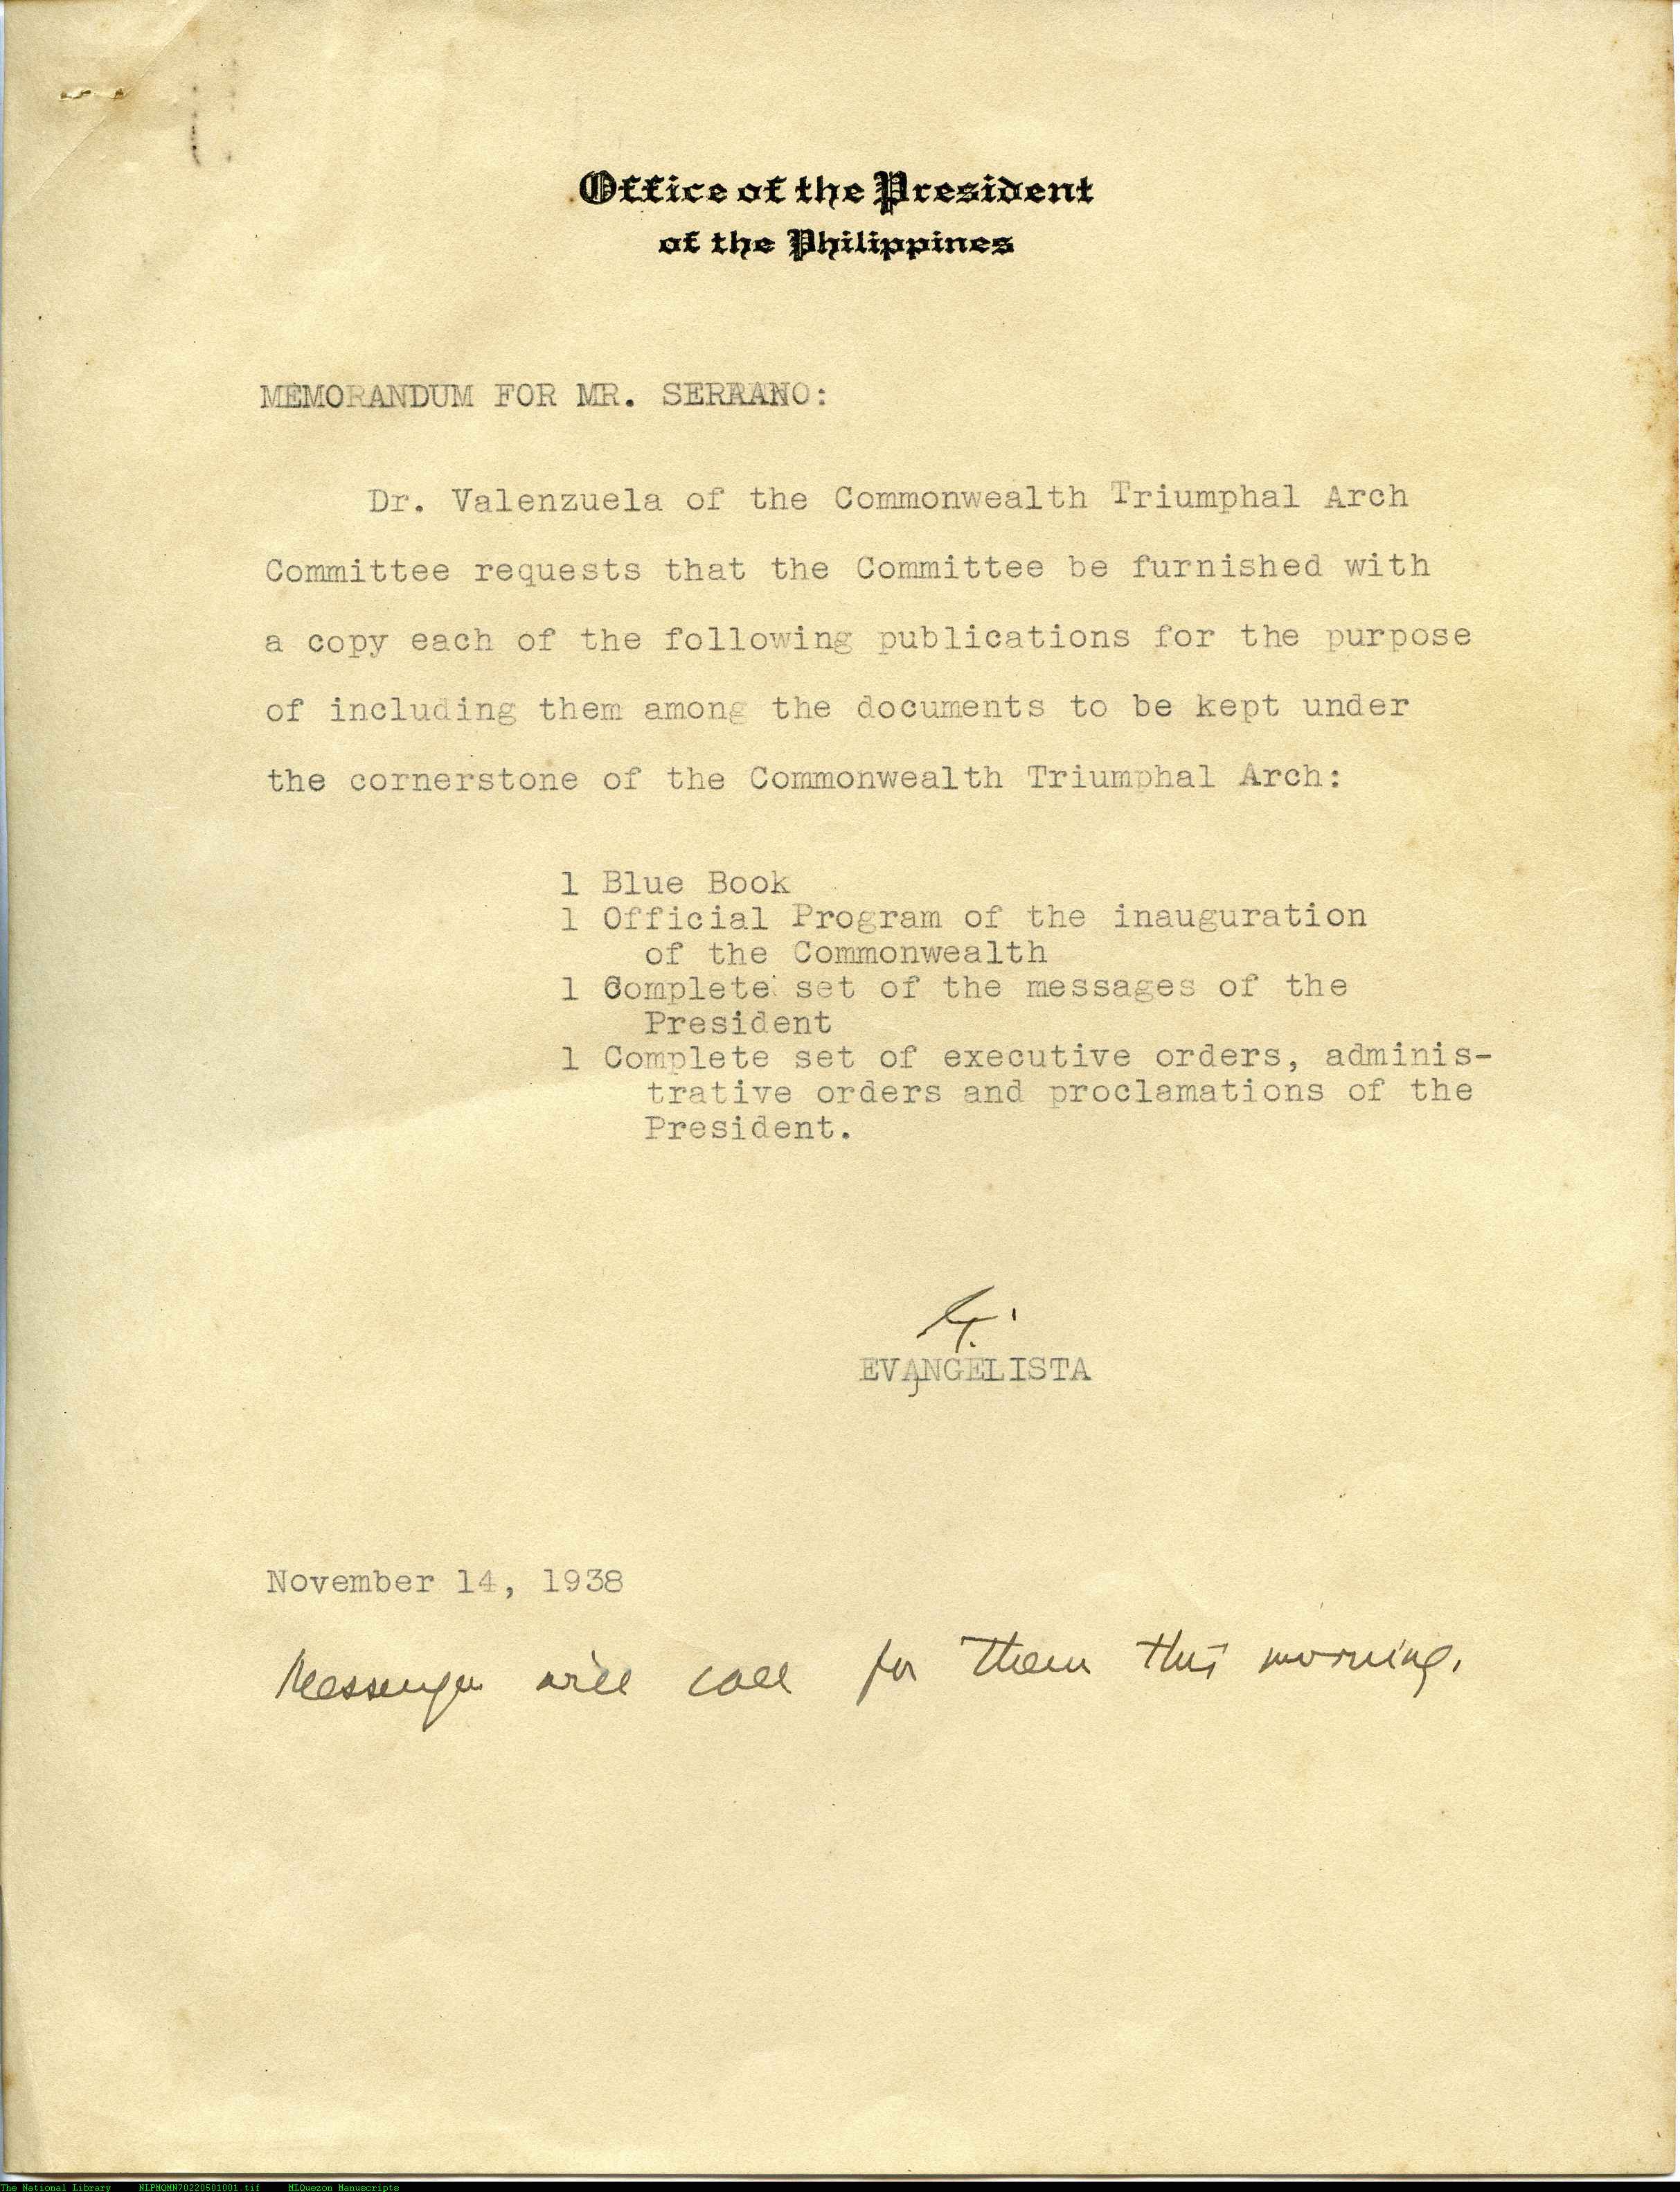 Office of the President
of the Philippines
MEMORANDUM FOR MR. SERRANO:
Dr. Valenzuela of the Commonwealth Triumphal Arch
Committee requests that the Committee be furnished with
a copy each of the following publications for the purpose
of including them among the documents to be kept under
the cornerstone of the Commonwealth Triumphal Arch:
1 Blue Book
1 Official Program of the inauguration
of the Commonwealth
1 Complete set of the messages of the
President
1 Complete set of executive orders, adminis-
trative orders and proclamations of the
President.
EVANGELISTA
November 14, 1938
Messenger will call for them this morning.
The National Library NLPMQMN70220501001.tif MLQuezon Manuscripts